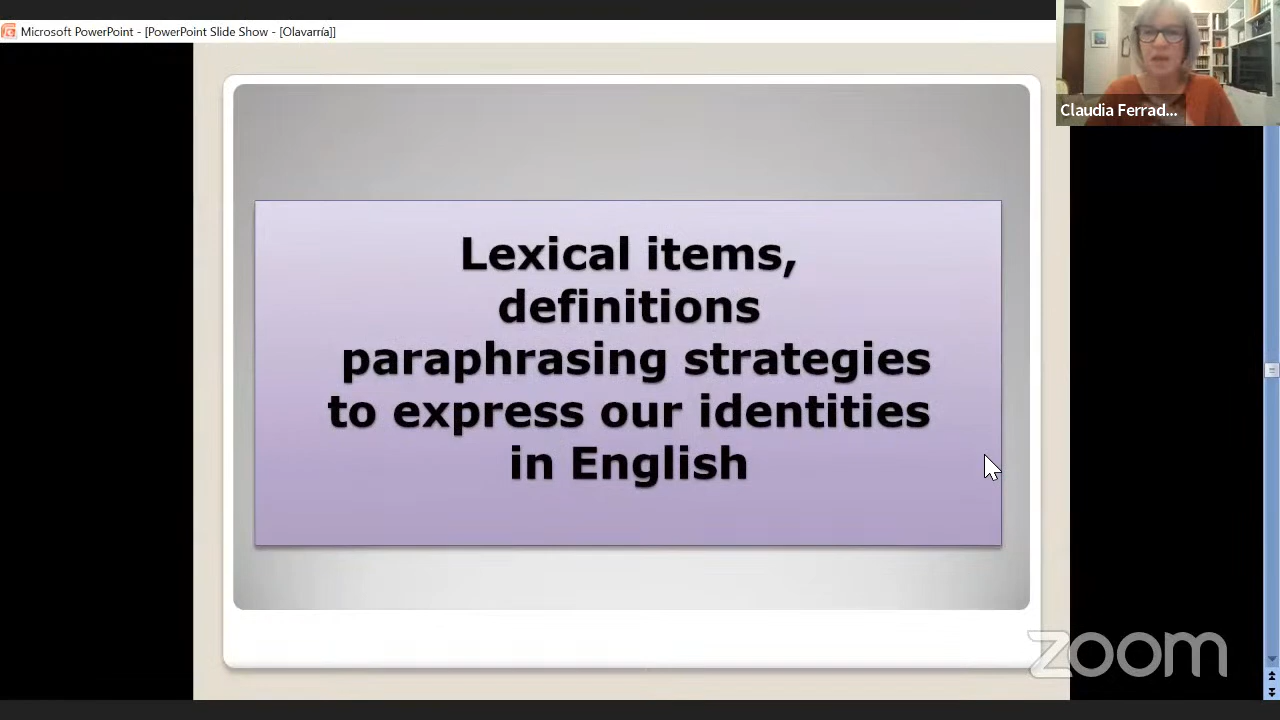 Microsoft PowerPoint - [PowerPoint Slide Show - [Olavarría]]
Claudia Ferrad...
Lexical items,
definitions
paraphrasing strategies
to express our identities
in English
zoom